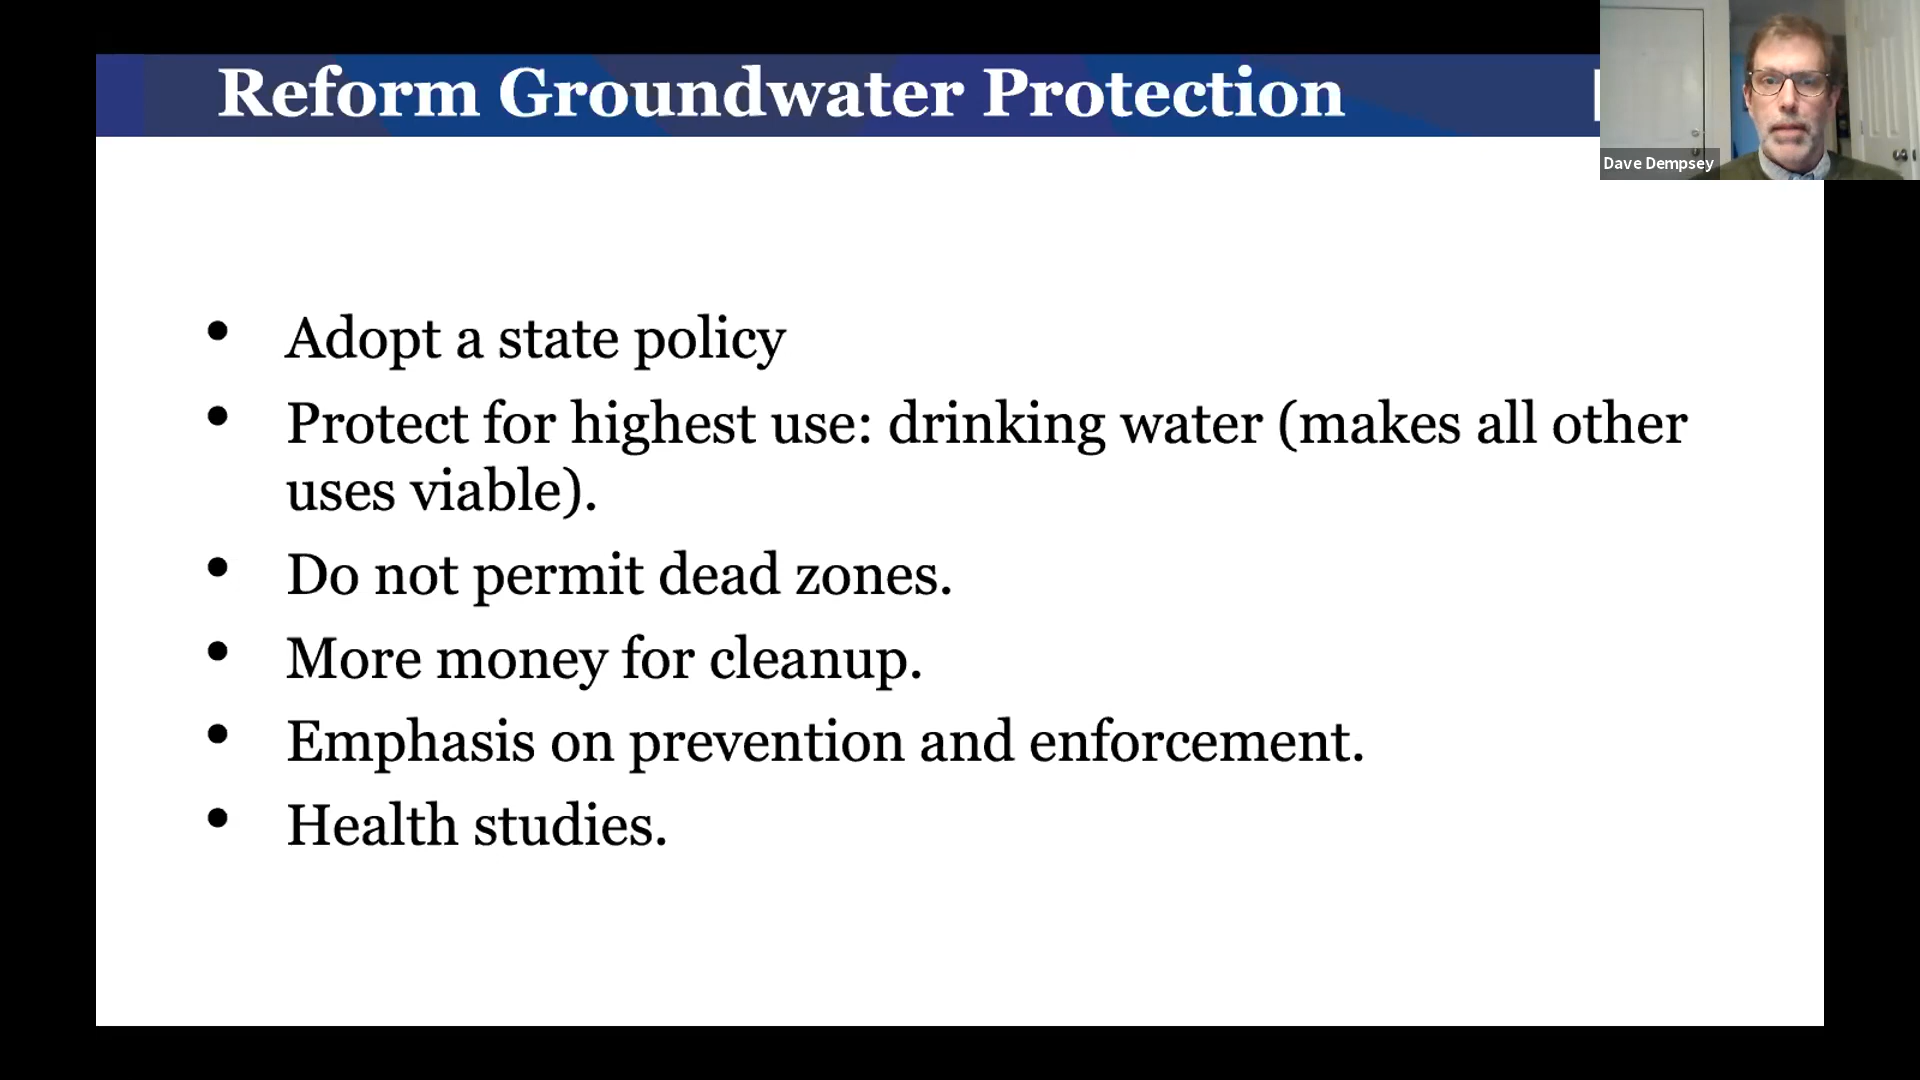 Reform Groundwater Protection
Dave Dempsey
• Adopt a state policy
• Protect for highest use: drinking water (makes all other
uses viable).
• Do not permit dead zones.
• More money for cleanup.
• Emphasis on prevention and enforcement.
• Health studies.